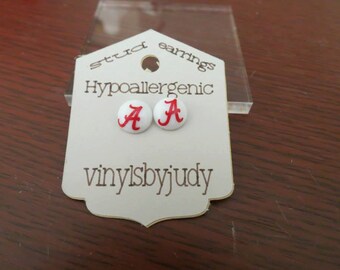 stud earrings
Hypoallergenic
A A
vinylsbyjudy